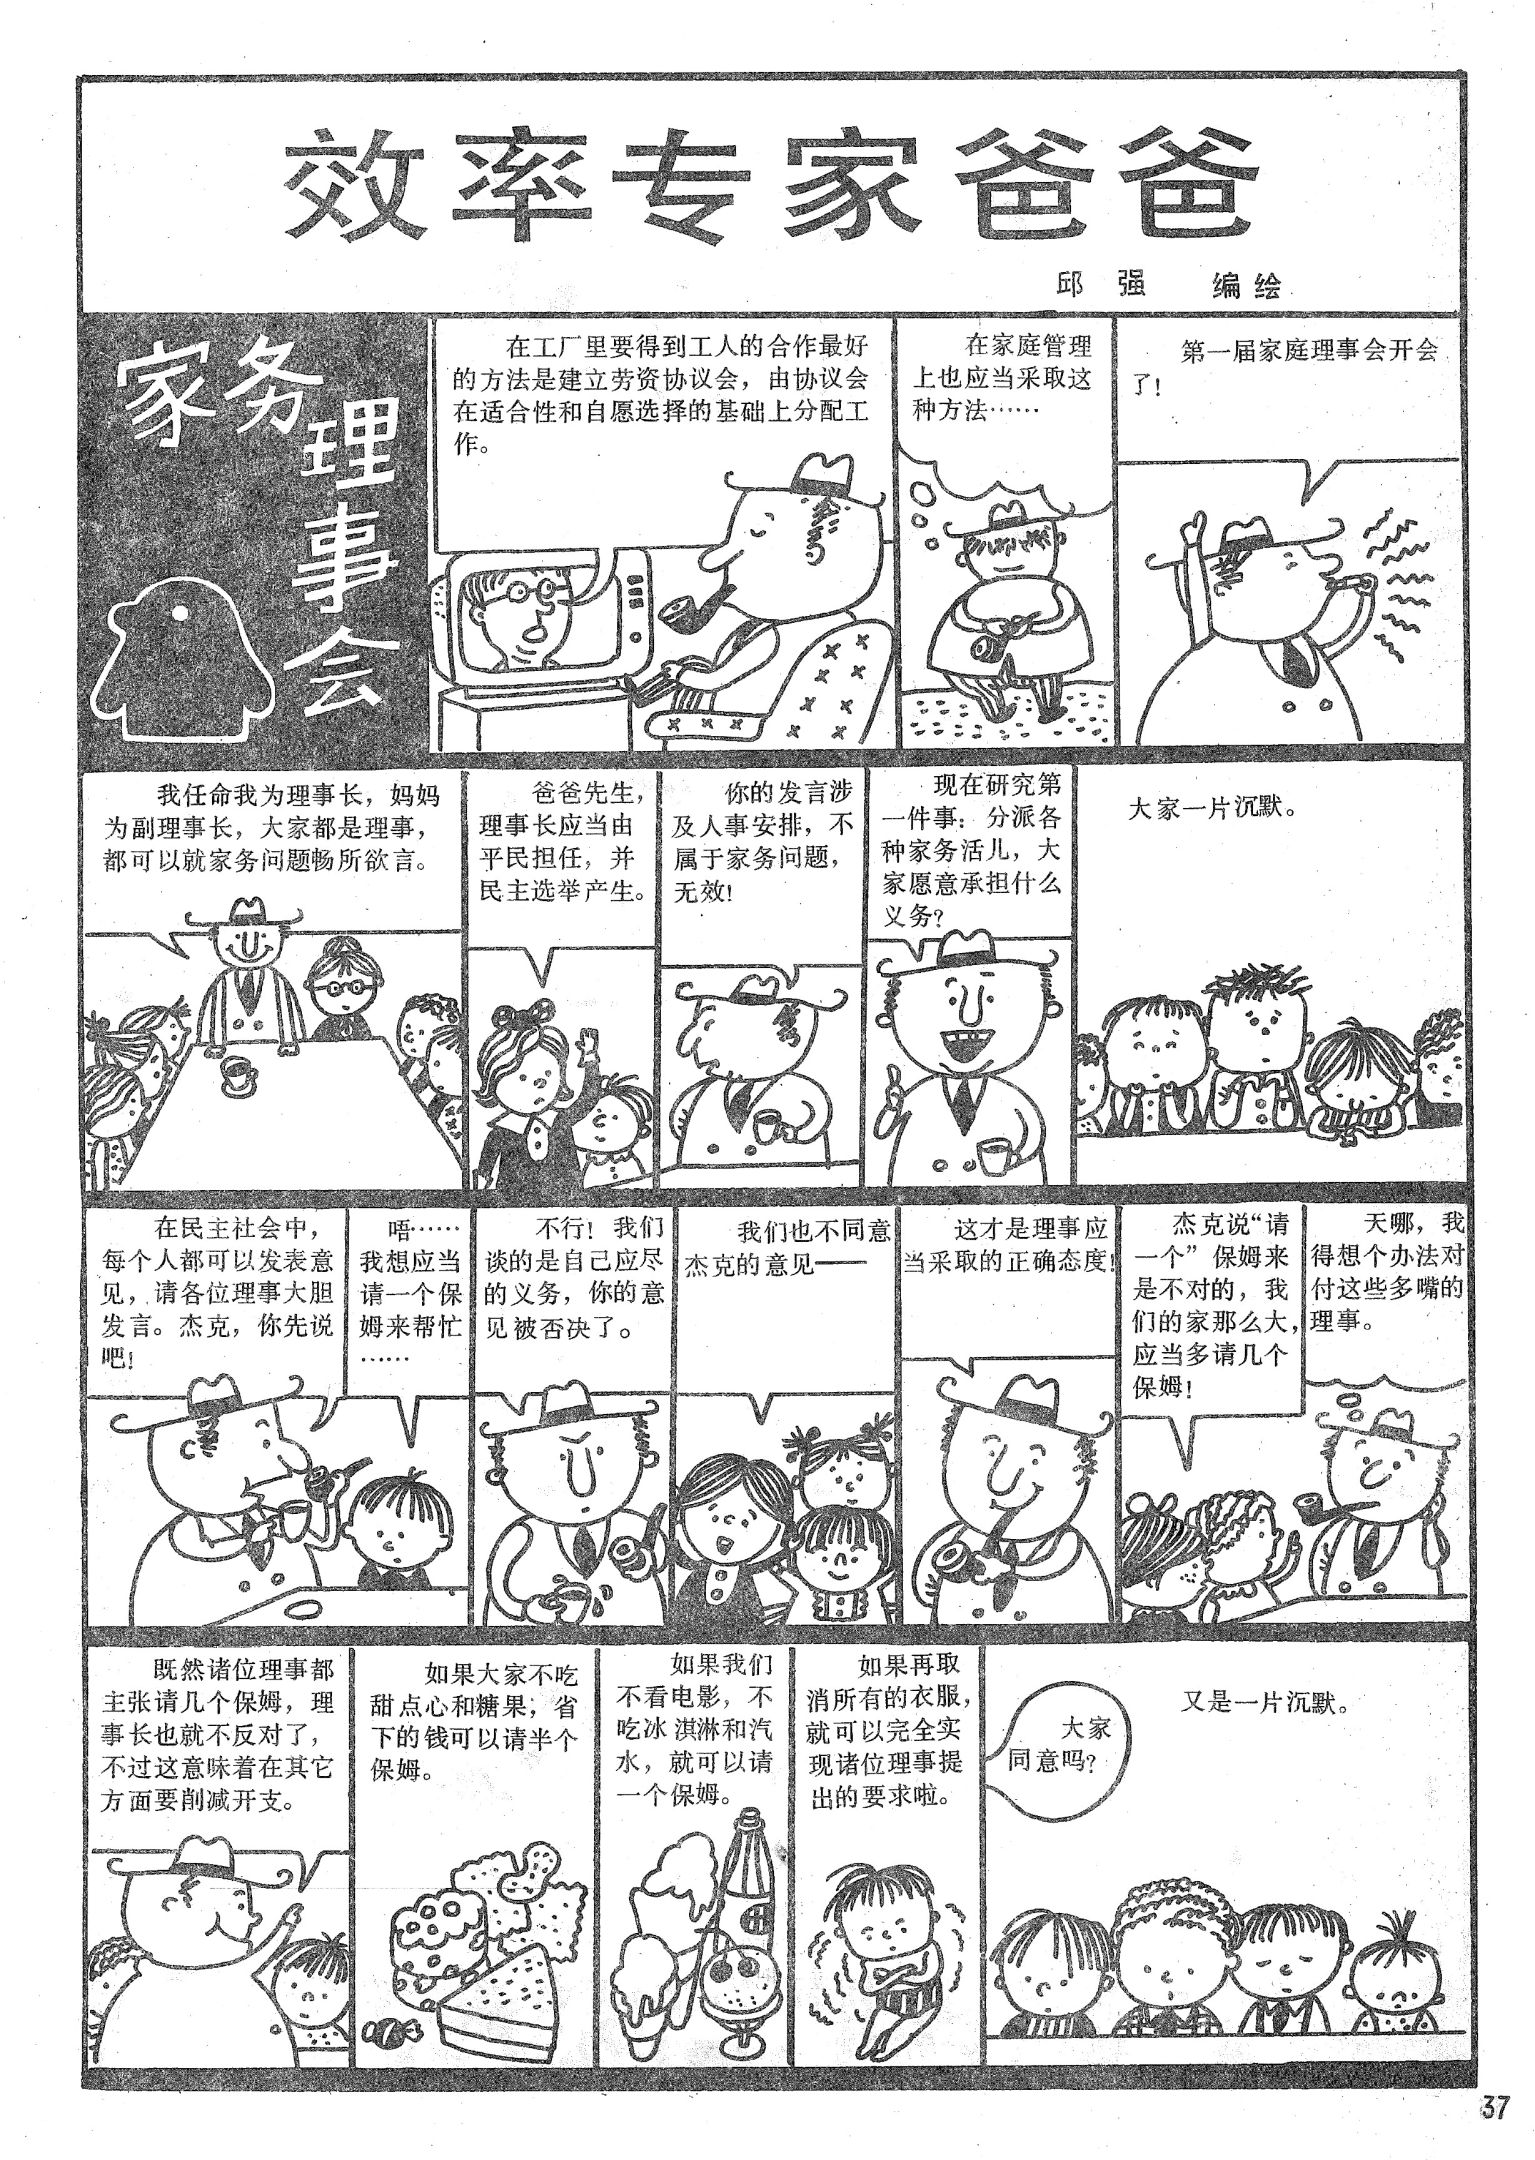 效率专家爸爸
邱 强 编绘
家务理事会
在工厂里要得到工人的合作最好
的方法是建立劳资协议会，由协议会
在适合性和自愿选择的基础上分配工
作。
在家庭管理
上也应当采取这
种方法……
第一届家庭理事会开会
了！
我任命我为理事长，妈妈
为副理事长，大家都是理事，
都可以就家务问题畅所欲言。
爸爸先生，
理事长应当由
平民担任，并
民主选举产生。
你的发言涉
及人事安排，不
属于家务问题，
无效！
现在研究第
一件事：分派各
种家务活儿，大
家愿意承担什么
义务？
大家一片沉默。
在民主社会中，
每个人都可以发表意
见，请各位理事大胆
发言。杰克，你先说
吧！
唔……
我想应当
请一个保
姆来帮忙
……
不行！我们
谈的是自己应尽
的义务，你的意
见被否决了。
我们也不同意
杰克的意见——
这才是理事应
当采取的正确态度！
杰克说“请
一个”保姆来
是不对的，我
们的家那么大，
应当多请几个
保姆！
天哪，我
得想个办法对
付这些多嘴的
理事。
既然诸位理事都
主张请几个保姆，理
事长也就不反对了，
不过这意味着在其它
方面要削减开支。
如果大家不吃
甜点心和糖果，省
下的钱可以请半个
保姆。
如果我们
不看电影，不
吃冰淇淋和汽
水，就可以请
一个保姆。
如果再取
消所有的衣服，
就可以完全实
现诸位理事提
出的要求啦。
大家
同意吗？
又是一片沉默。
37